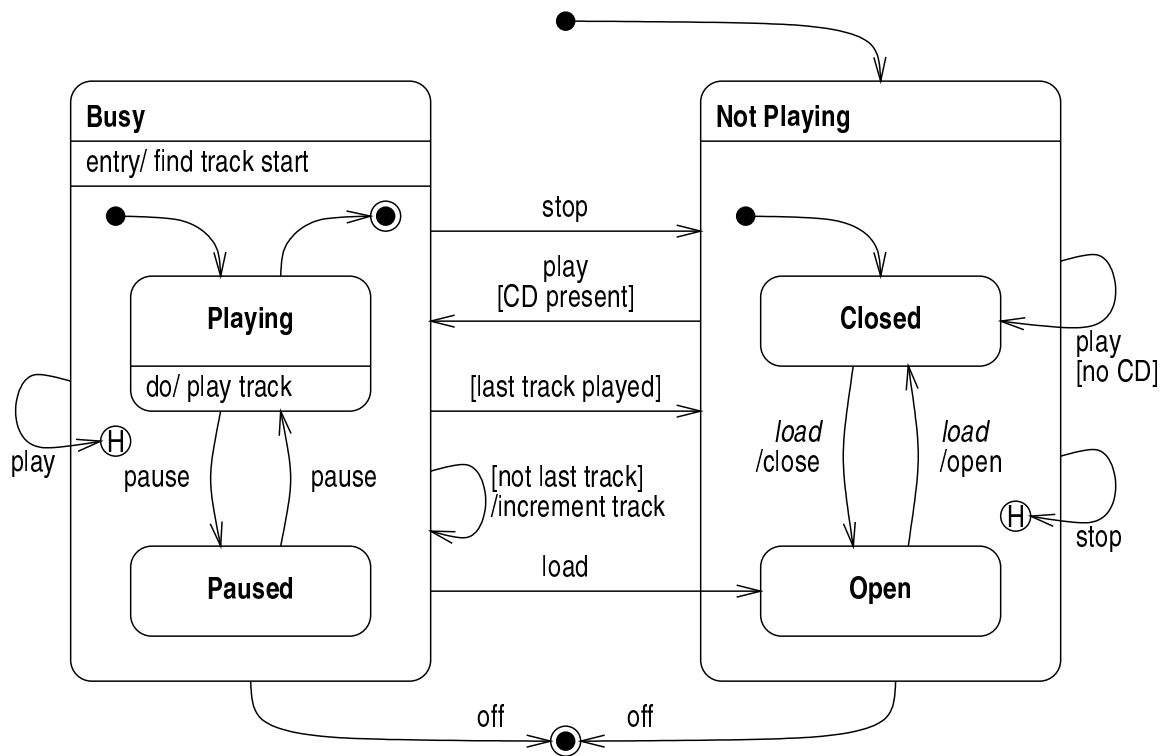 Busy
entry/ find track start
Playing
do/ play track
play
H
pause
pause
Paused
stop
play
[CD present]
[last track played]
[not last track]
/increment track
load
Not Playing
Closed
play
[no CD]
load
/close
load
/open
H
stop
Open
off
off